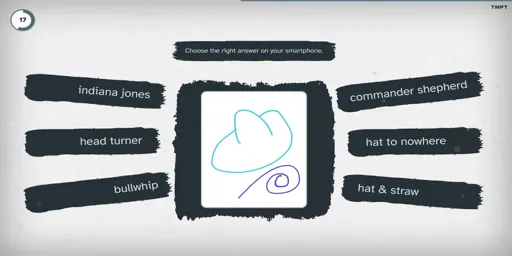 17
TMPT
Choose the right answer on your smartphone.
indiana jones
head turner
bullwhip
commander shepherd
hat to nowhere
hat & straw